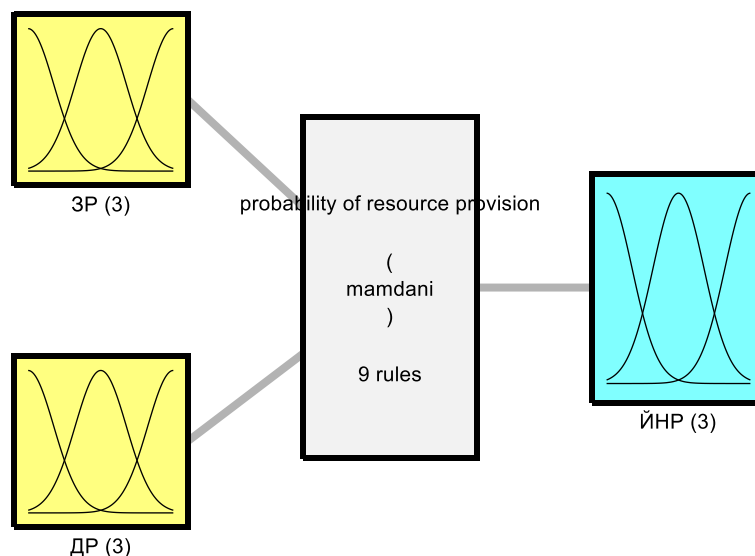 ЗР (3)
probability of resource provision
(
mamdani
)
9 rules
ЙНР (3)
ДР (3)